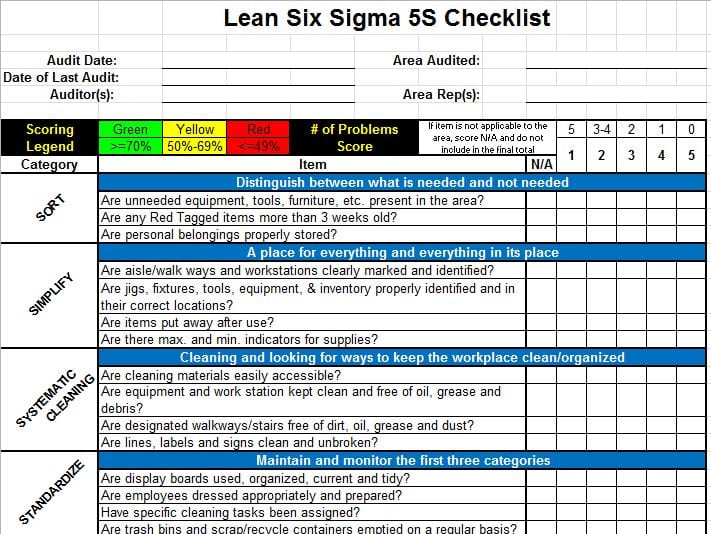 Lean Six Sigma 5S Checklist
Audit Date: Area Audited:
Date of Last Audit:
Auditor(s): Area Rep(s):
Scoring Green Yellow Red # of Problems If item is not applicable to the 5 3-4 2 1 0
area, score N/A and do not
Legend >=70% 50%-69% <=49% Score include in the final total 1 2 3 4 5
Category Item N/A
SORT
Distinguish between what is needed and not needed
Are unneeded equipment, tools, furniture, etc. present in the area?
Are any Red Tagged items more than 3 weeks old?
Are personal belongings properly stored?
SIMPLIFY
A place for everything and everything in its place
Are aisle/walk ways and workstations clearly marked and identified?
Are jigs, fixtures, tools, equipment, & inventory properly identified and in
their correct locations?
Are items put away after use?
Are there max. and min. indicators for supplies?
SYSTEMATIC
CLEANING
Cleaning and looking for ways to keep the workplace clean/organized
Are cleaning materials easily accessible?
Are equipment and work station kept clean and free of oil, grease and
debris?
Are designated walkways/stairs free of dirt, oil, grease and dust?
Are lines, labels and signs clean and unbroken?
STANDARDIZE
Maintain and monitor the first three categories
Are display boards used, organized, current and tidy?
Are employees dressed appropriately and prepared?
Have specific cleaning tasks been assigned?
Are trash bins and scrap/recycle containers emptied on a regular basis?